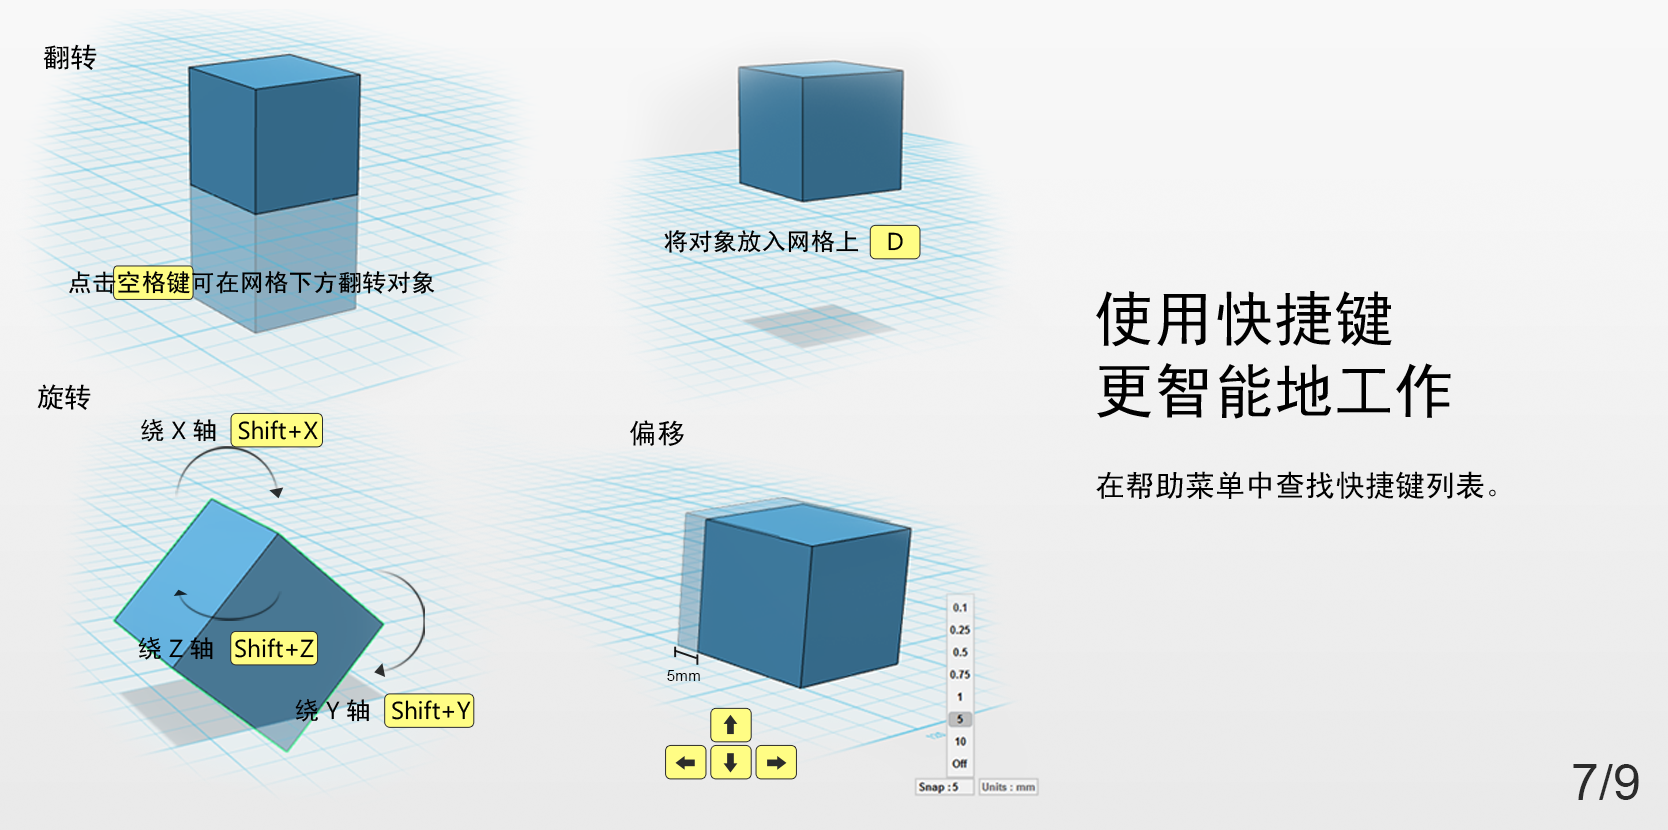 翻转
点击空格键可在网格下方翻转对象
将对象放入网格上 D
旋转
绕 X 轴 Shift+X
绕 Z 轴 Shift+Z
绕 Y 轴 Shift+Y
偏移
5mm
0.1
0.25
0.5
0.75
1
5
10
Off
Snap :5 Units : mm
使用快捷键
更智能地工作
在帮助菜单中查找快捷键列表。
7/9